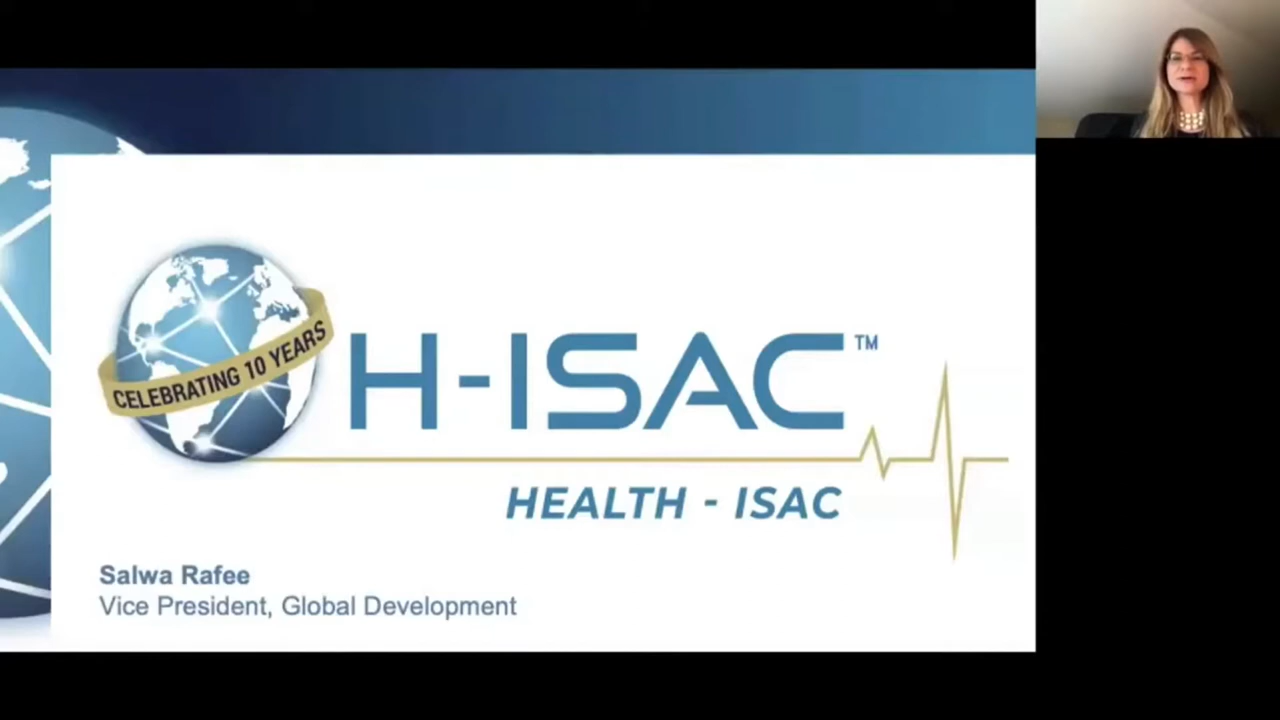 CELEBRATING 10 YEARS
H-ISAC™
HEALTH - ISAC
Salwa Rafee
Vice President, Global Development